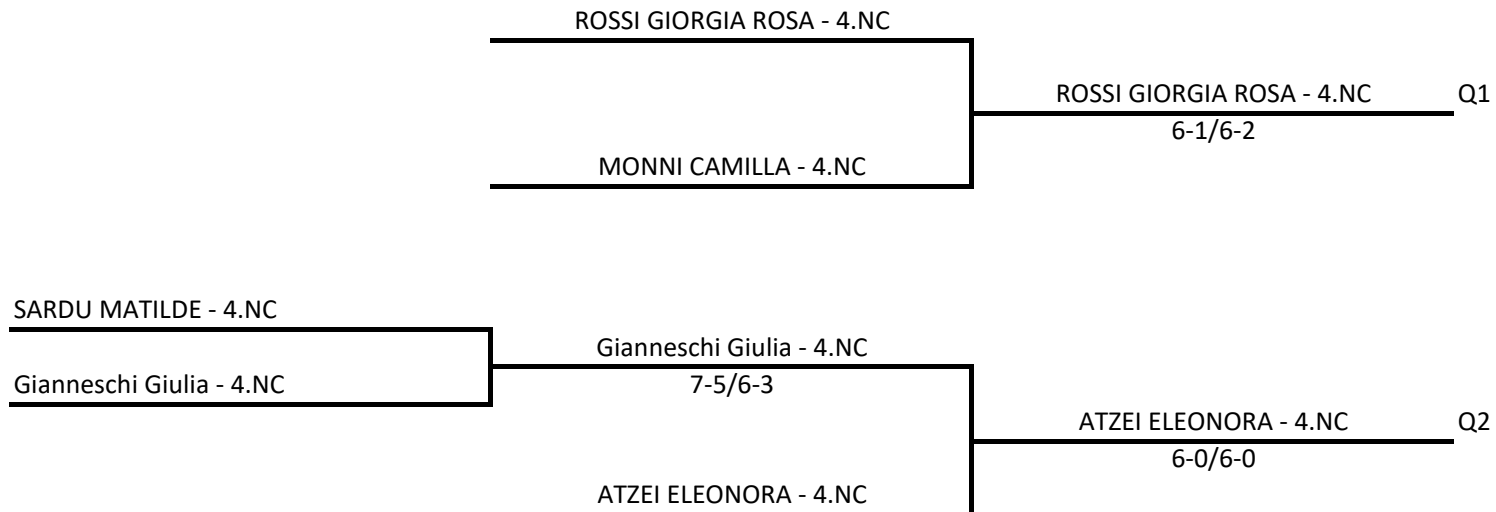 ROSSI GIORGIA ROSA - 4.NC
ROSSI GIORGIA ROSA - 4.NC Q1
6-1/6-2
MONNI CAMILLA - 4.NC
SARDU MATILDE - 4.NC
Gianneschi Giulia - 4.NC
Gianneschi Giulia - 4.NC
7-5/6-3
ATZEI ELEONORA - 4.NC Q2
6-0/6-0
ATZEI ELEONORA - 4.NC